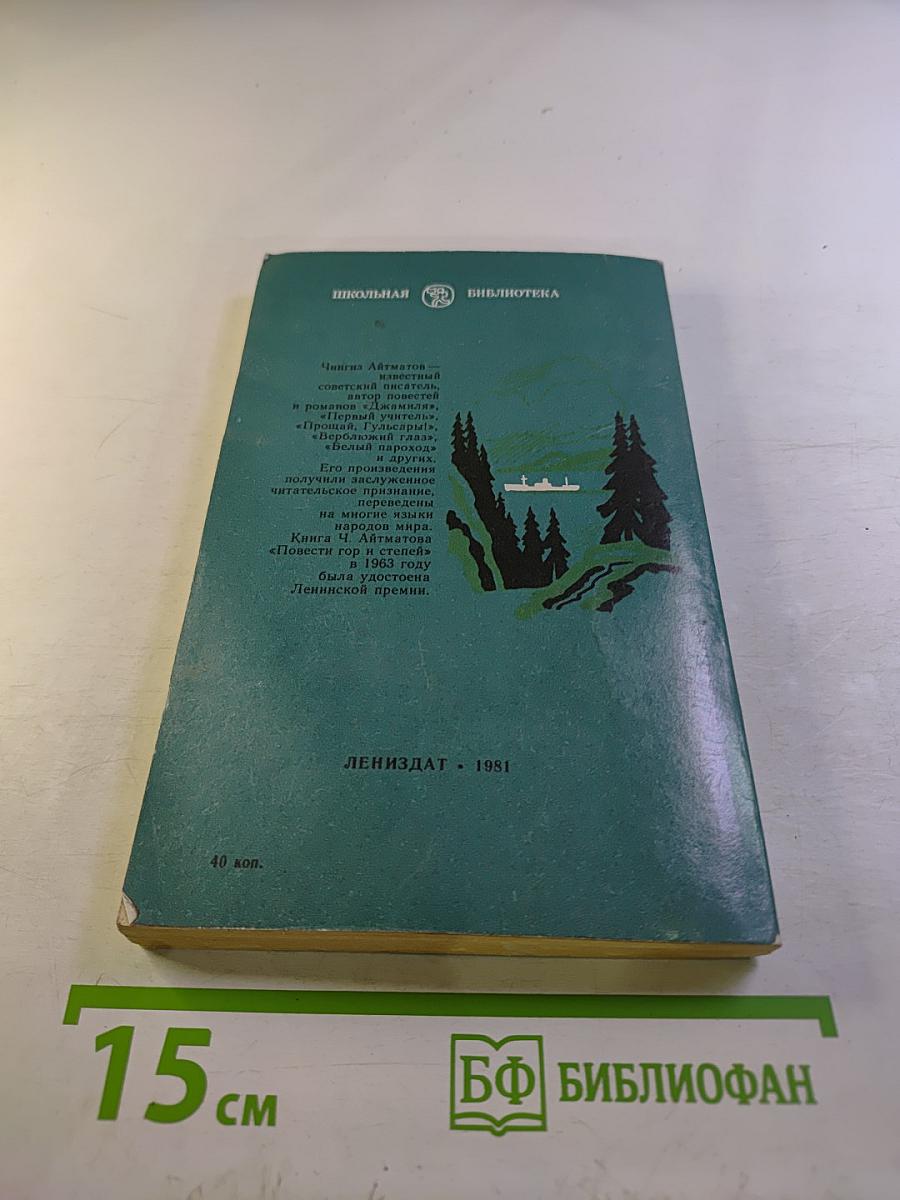 ШКОЛЬНАЯ БИБЛИОТЕКА
Чингиз Айтматов —
известный
советский писатель,
автор повестей
и романов «Джамиля»,
«Первый учитель»,
«Прощай, Гульсары!»,
«Верблюжий глаз»,
«Белый пароход»
и других.
Его произведения
получили заслуженное
читательское признание,
переведены
на многие языки
народов мира.
Книга Ч. Айтматова
«Повести гор и степей»
в 1963 году
была удостоена
Ленинской премии.
ЛЕНИЗДАТ • 1981
40 коп.
15 см
БФ БИБЛИОФАН